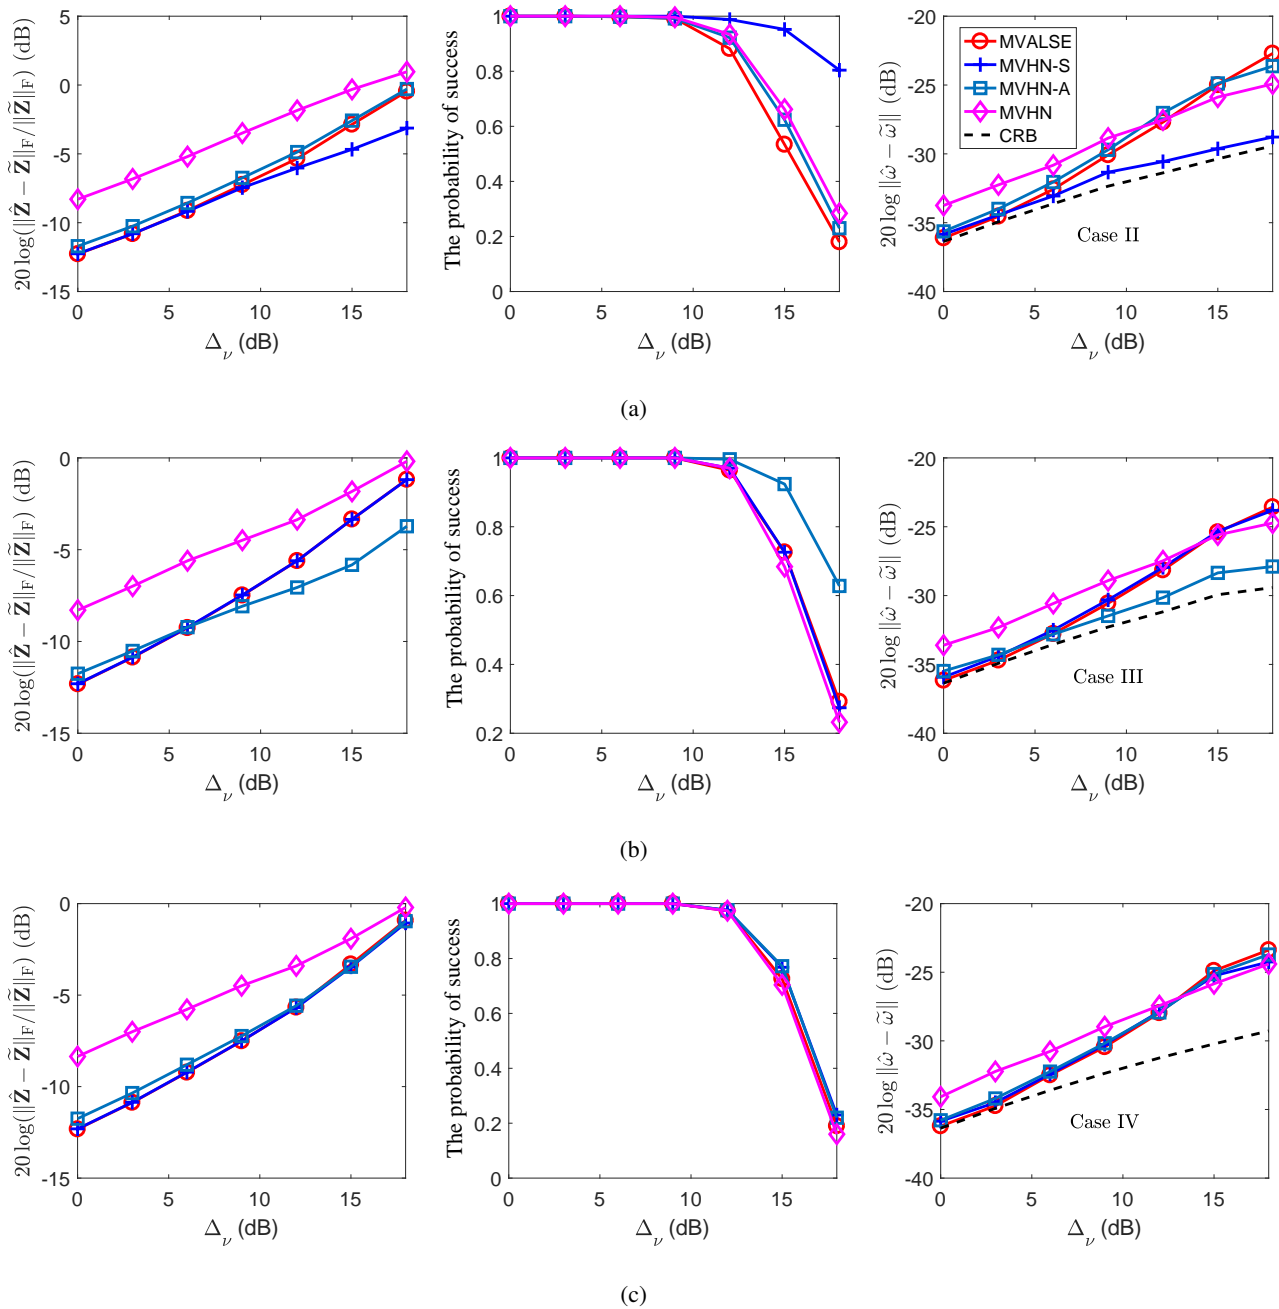 20 log(||Ẑ − Z̃||F/||Z̃||F) (dB)
5
0
-5
-10
-15
0 5 10 15
Δν (dB)
The probability of success
1
0.8
0.6
0.4
0.2
0
0 5 10 15
Δν (dB)
20 log ||ω̂ − ω̃|| (dB)
-20
-25
-30
-35
-40
MVALSE
MVHN-S
MVHN-A
MVHN
CRB
Case II
0 5 10 15
Δν (dB)
(a)
20 log(||Ẑ − Z̃||F/||Z̃||F) (dB)
0
-5
-10
-15
0 5 10 15
Δν (dB)
The probability of success
1
0.8
0.6
0.4
0.2
0 5 10 15
Δν (dB)
20 log ||ω̂ − ω̃|| (dB)
-20
-25
-30
-35
-40
Case III
0 5 10 15
Δν (dB)
(b)
20 log(||Ẑ − Z̃||F/||Z̃||F) (dB)
0
-5
-10
-15
0 5 10 15
Δν (dB)
The probability of success
1
0.8
0.6
0.4
0.2
0
0 5 10 15
Δν (dB)
20 log ||ω̂ − ω̃|| (dB)
-20
-25
-30
-35
-40
Case IV
0 5 10 15
Δν (dB)
(c)